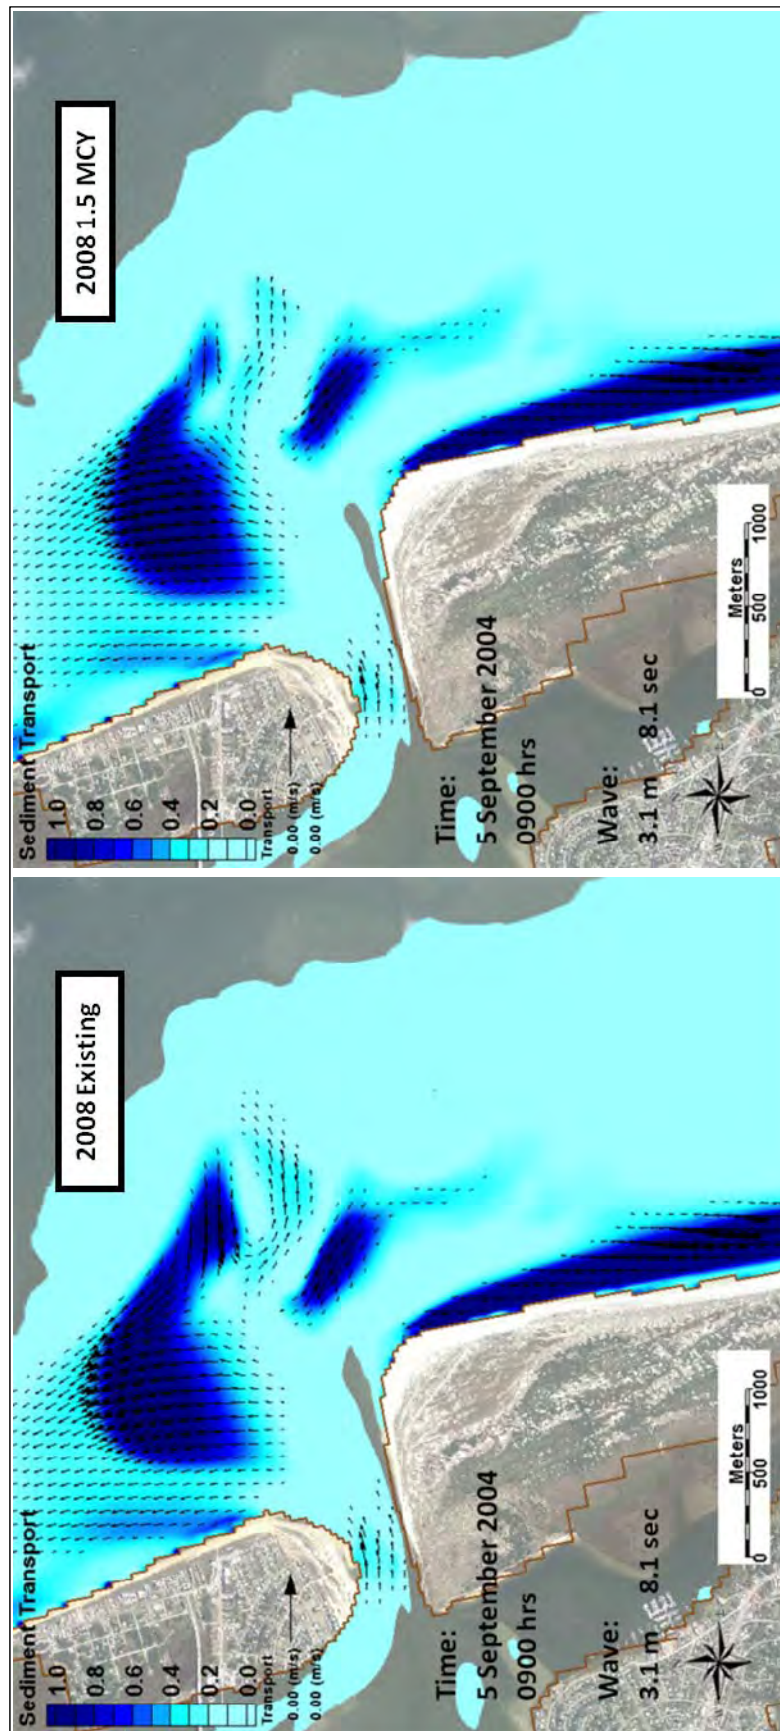 2008 1.5 MCY
Sediment Transport
1.0
0.8
0.6
0.4
0.2
0.0
Transport
0.00 (m/s)
0.00 (m/s)
Time:
5 September 2004
0900 hrs
Wave:
3.1 m 8.1 sec
Meters
0 500 1000
2008 Existing
Sediment Transport
1.0
0.8
0.6
0.4
0.2
0.0
Transport
0.00 (m/s)
0.00 (m/s)
Time:
5 September 2004
0900 hrs
Wave:
3.1 m 8.1 sec
Meters
0 500 1000